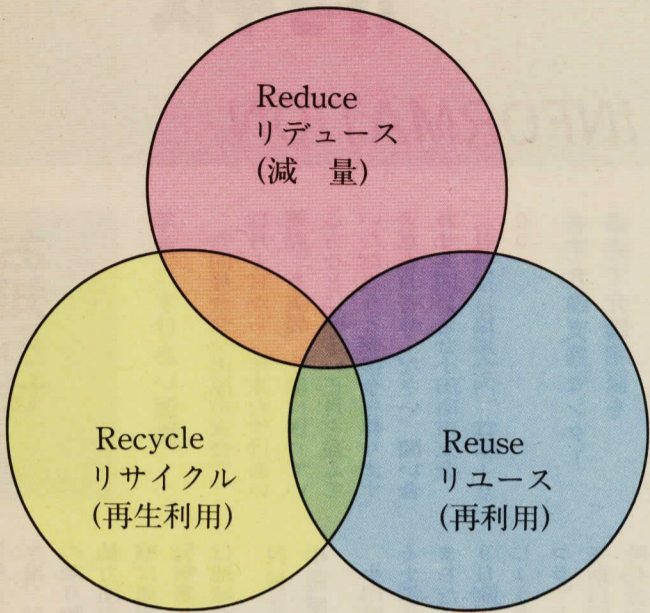 Reduce
リデュース
(減　量)
Recycle
リサイクル
(再生利用)
Reuse
リユース
(再利用)